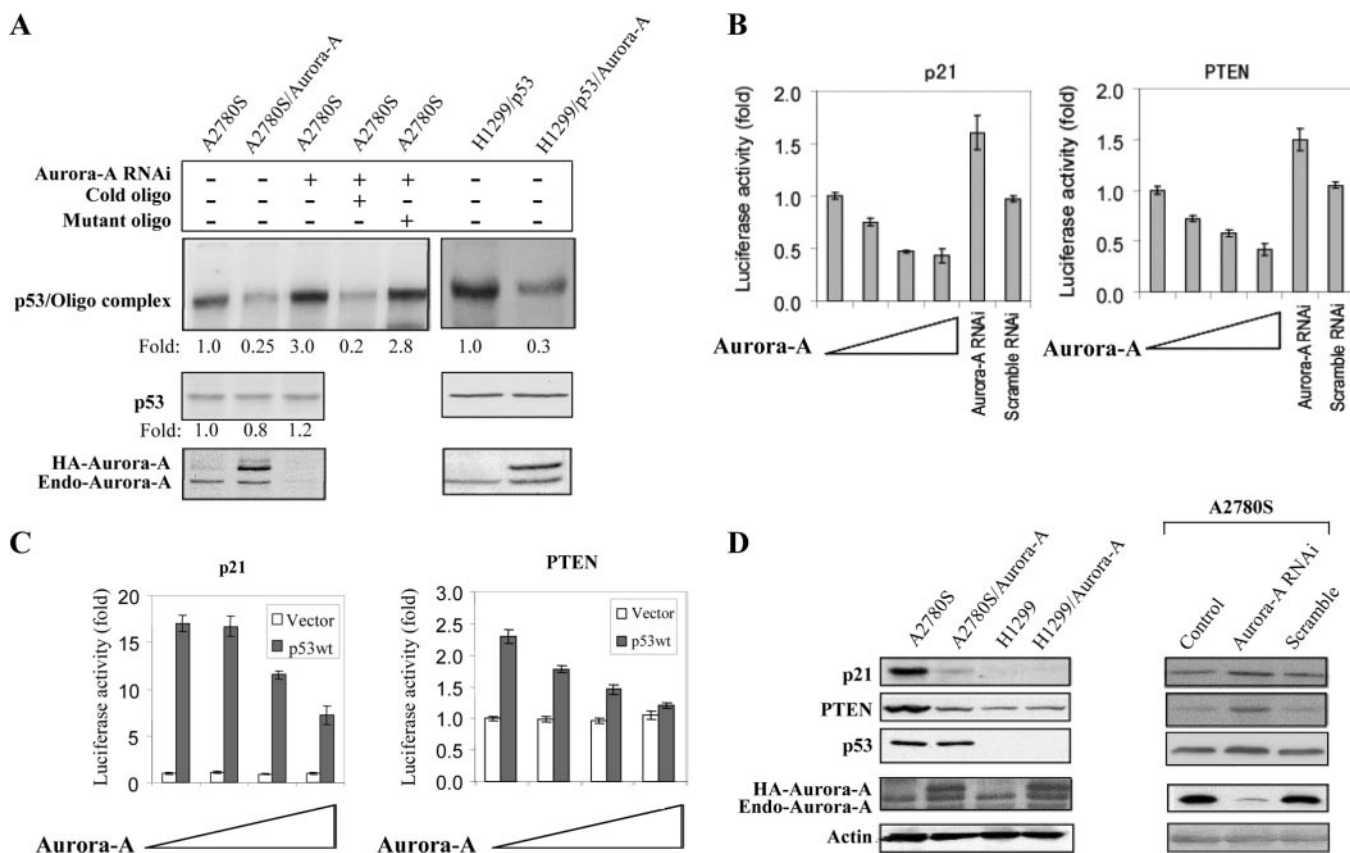 A
A2780S
A2780S/Aurora-A
A2780S
A2780S
A2780S
H1299/p53
H1299/p53/Aurora-A
Aurora-A RNAi - - + + + - -
Cold oligo - - - + - - -
Mutant oligo - - - - + - -
p53/Oligo complex
Fold: 1.0 0.25 3.0 0.2 2.8 1.0 0.3
p53
Fold: 1.0 0.8 1.2
HA-Aurora-A
Endo-Aurora-A
B
p21
Luciferase activity (fold)
2.0
1.5
1.0
0.5
0.0
Aurora-A
Aurora-A RNAi
Scramble RNAi
PTEN
Luciferase activity (fold)
2.0
1.5
1.0
0.5
0.0
Aurora-A
Aurora-A RNAi
Scramble RNAi
C
p21
Luciferase activity (fold)
20
15
10
5
0
Vector
p53wt
Aurora-A
PTEN
Luciferase activity (fold)
3.0
2.5
2.0
1.5
1.0
0.5
0.0
Vector
p53wt
Aurora-A
D
A2780S
A2780S/Aurora-A
H1299
H1299/Aurora-A
A2780S
Control
Aurora-A RNAi
Scramble
p21
PTEN
p53
HA-Aurora-A
Endo-Aurora-A
Actin